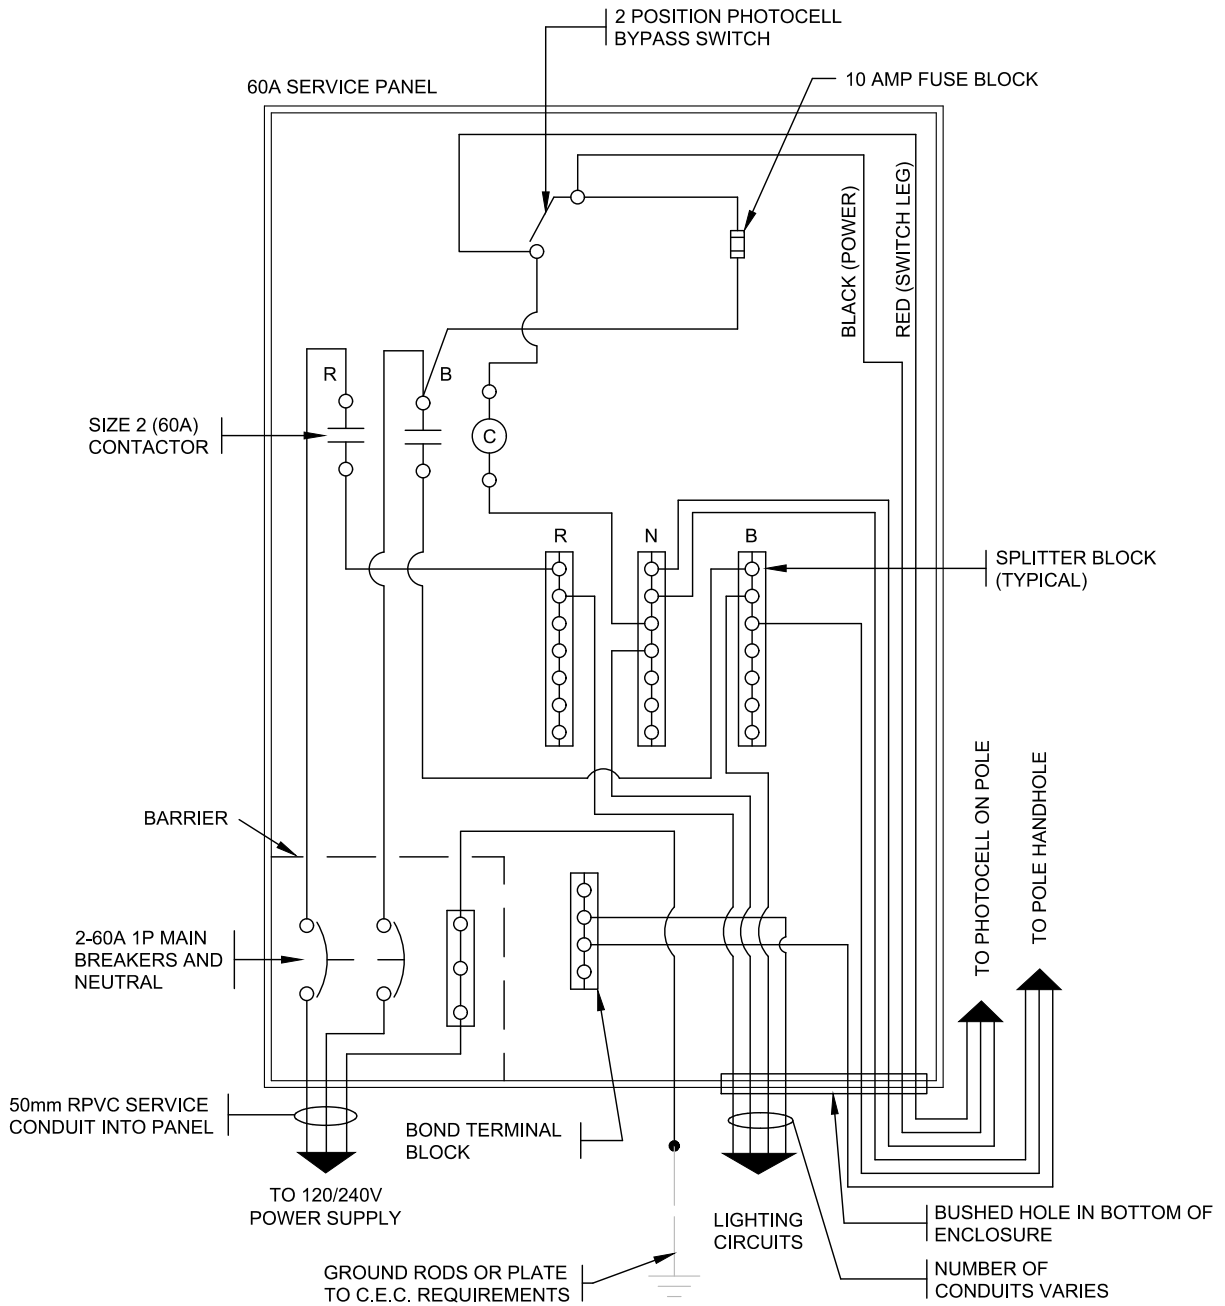 2 POSITION PHOTOCELL
BYPASS SWITCH
10 AMP FUSE BLOCK
60A SERVICE PANEL
BLACK (POWER)
RED (SWITCH LEG)
R
B
SIZE 2 (60A)
CONTACTOR
C
R
N
B
SPLITTER BLOCK
(TYPICAL)
TO PHOTOCELL ON POLE
TO POLE HANDHOLE
BARRIER
2-60A 1P MAIN
BREAKERS AND
NEUTRAL
50mm RPVC SERVICE
CONDUIT INTO PANEL
BOND TERMINAL
BLOCK
TO 120/240V
POWER SUPPLY
LIGHTING
CIRCUITS
BUSHED HOLE IN BOTTOM OF
ENCLOSURE
GROUND RODS OR PLATE
TO C.E.C. REQUIREMENTS
NUMBER OF
CONDUITS VARIES